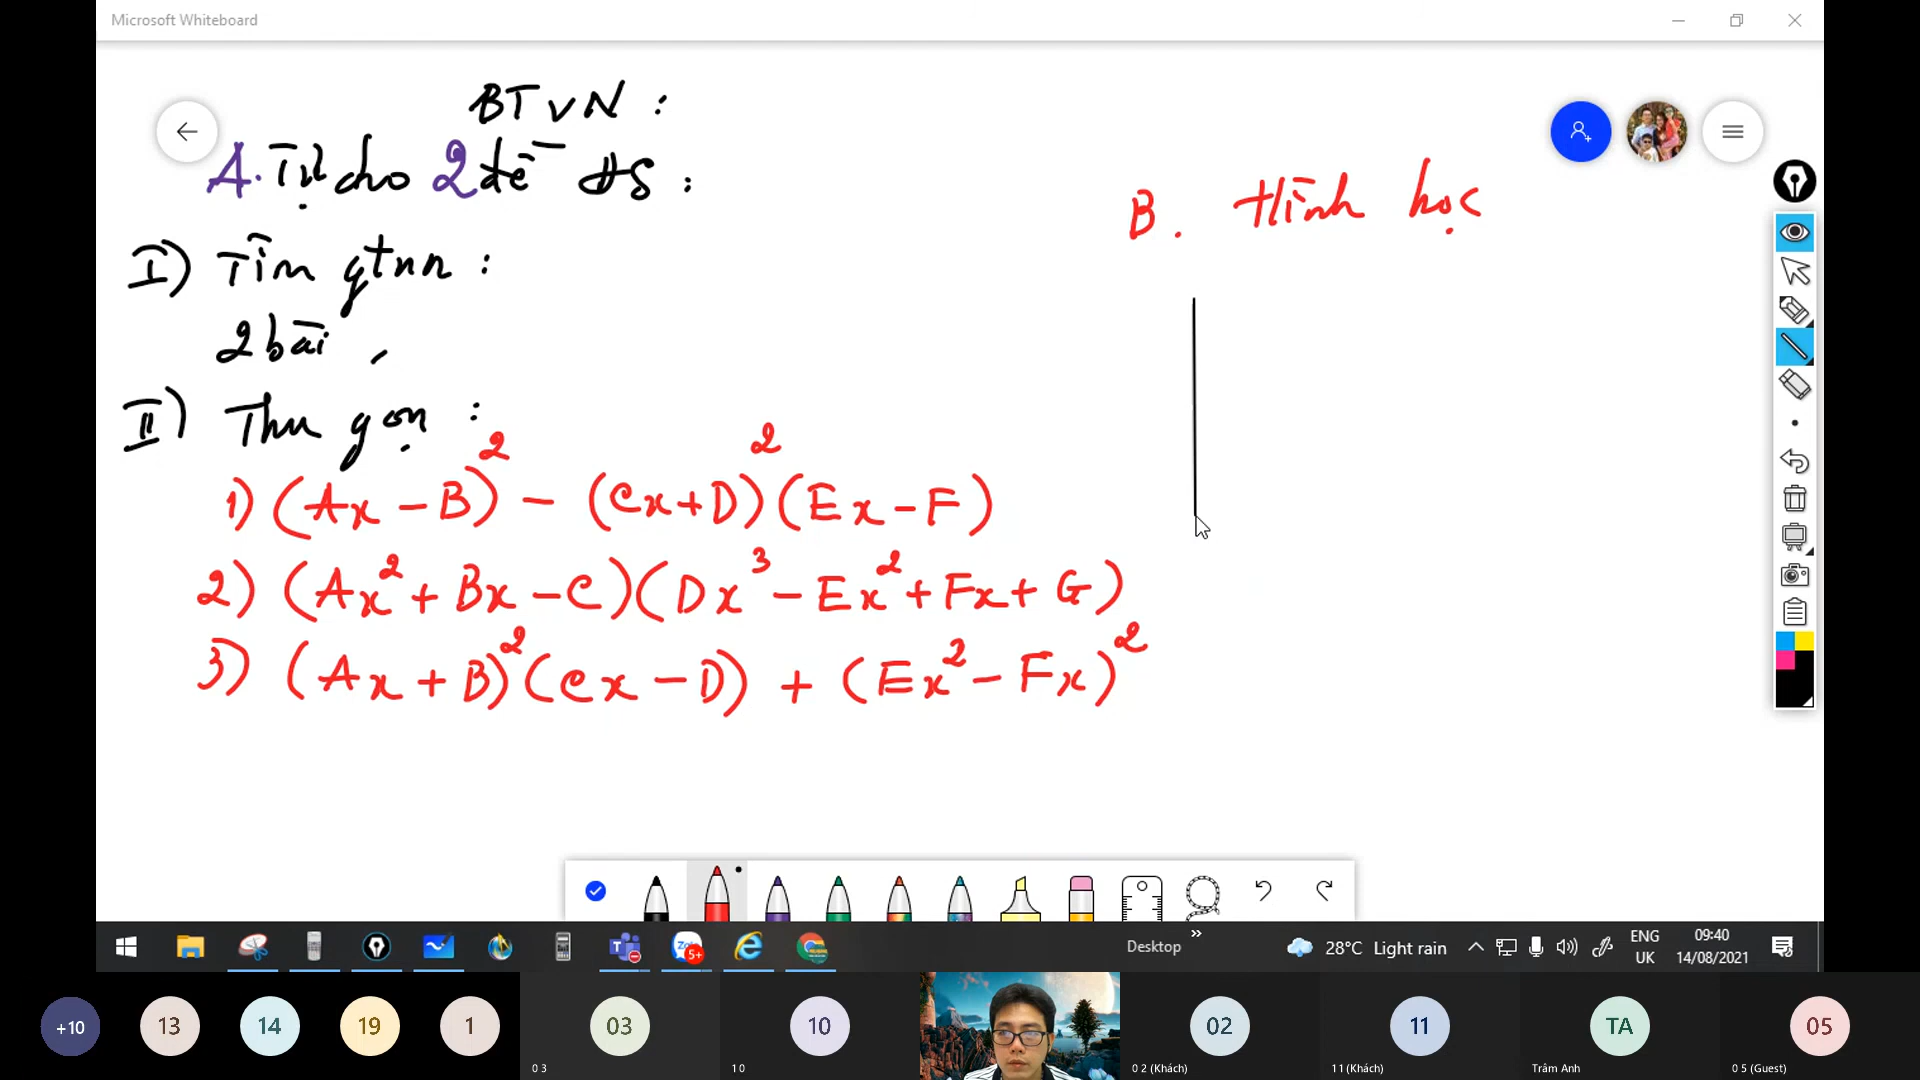 Microsoft Whiteboard
BTVN :
A. Tự cho 2 đề ĐS :
I) Tìm gtnn :
2 bài
II) Thu gọn :
1) (Ax - B)² - (Cx + D)² (Ex - F)
2) (Ax² + Bx - C)(Dx³ - Ex² + Fx + G)
3) (Ax + B)² (Cx - D) + (Ex² - Fx)²
B. Hình học
Desktop
28°C Light rain
ENG
UK
09:40
14/08/2021
Zalo
5+
+10
13
14
19
1
03
10
02
11
TA
05
0 3
1 0
0 2 (Khách)
1 1 (Khách)
Trâm Anh
0 5 (Guest)